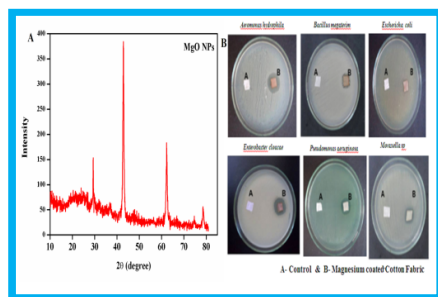 A
MgO NPs
400
350
300
250
200
150
100
50
0
Intensity
10 20 30 40 50 60 70 80
2θ (degree)
B
Aeromonas hydrophila
Bacillus megaterium
Escherichia coli
A B
A B
A B
Enterobacter cloacae
Pseudomonas aeruginosa
Moraxella sp
A B
A B
A B
A- Control & B- Magnesium coated Cotton Fabric